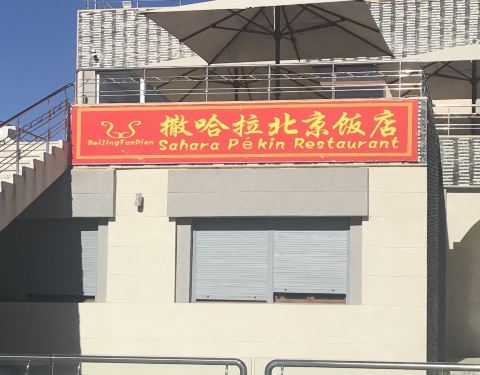 撒哈拉北京饭店
BeiJingFanDian
Sahara Pékin Restaurant